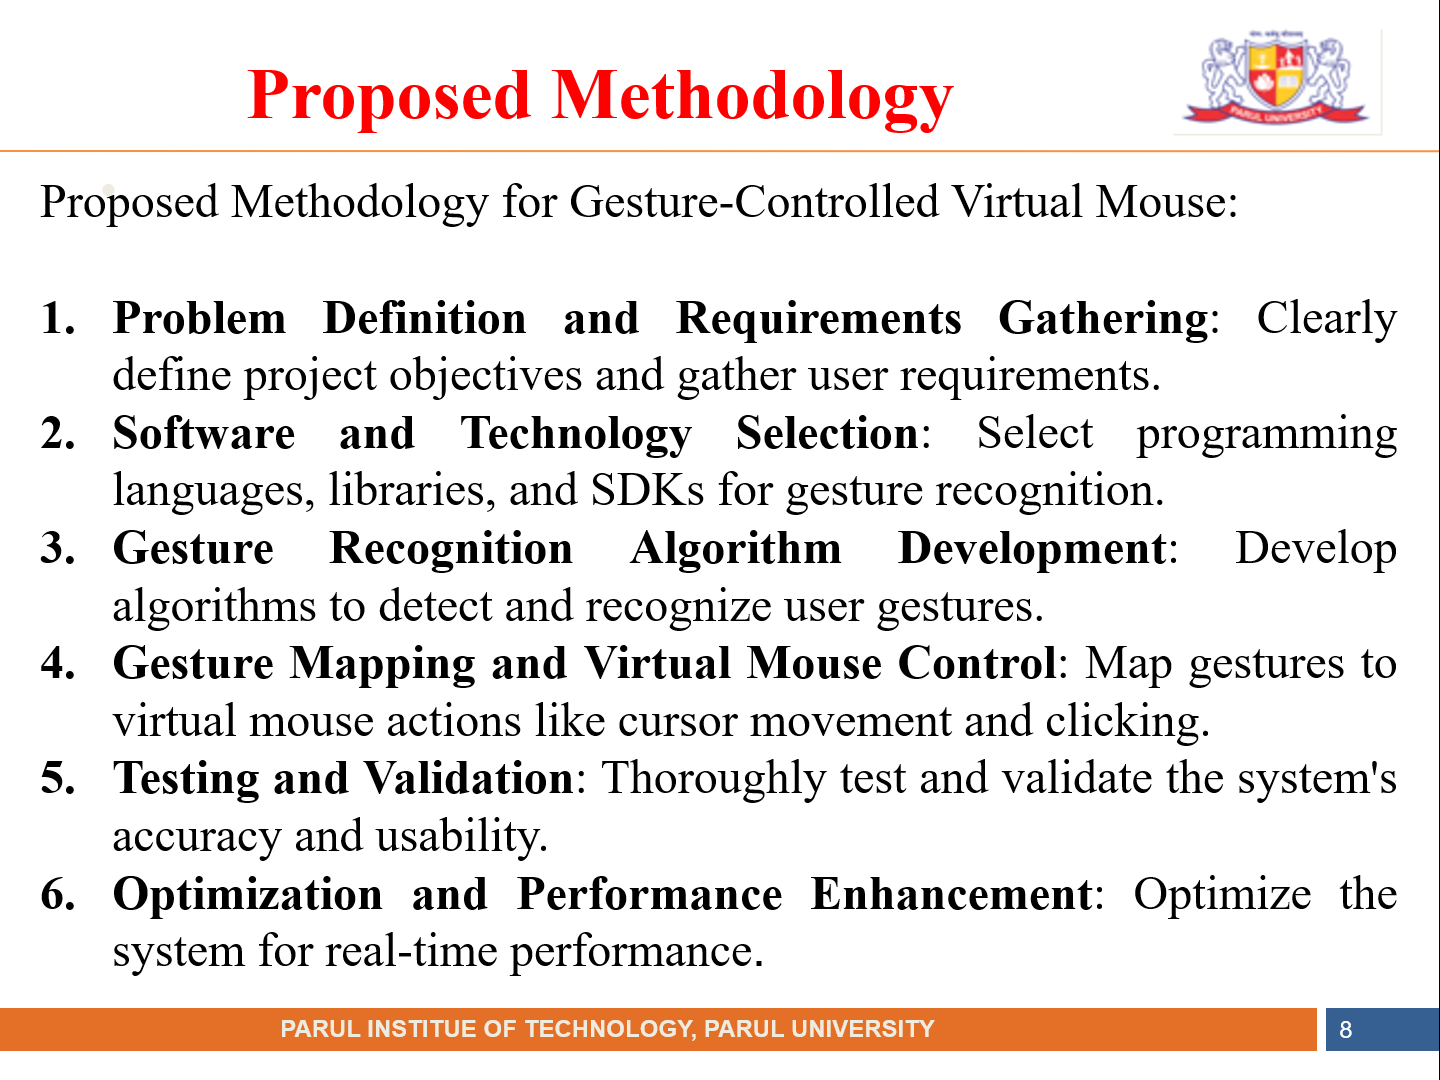 Proposed Methodology
PARUL UNIVERSITY
Proposed Methodology for Gesture-Controlled Virtual Mouse:
1. Problem Definition and Requirements Gathering: Clearly
define project objectives and gather user requirements.
2. Software and Technology Selection: Select programming
languages, libraries, and SDKs for gesture recognition.
3. Gesture Recognition Algorithm Development: Develop
algorithms to detect and recognize user gestures.
4. Gesture Mapping and Virtual Mouse Control: Map gestures to
virtual mouse actions like cursor movement and clicking.
5. Testing and Validation: Thoroughly test and validate the system's
accuracy and usability.
6. Optimization and Performance Enhancement: Optimize the
system for real-time performance.
PARUL INSTITUE OF TECHNOLOGY, PARUL UNIVERSITY
8